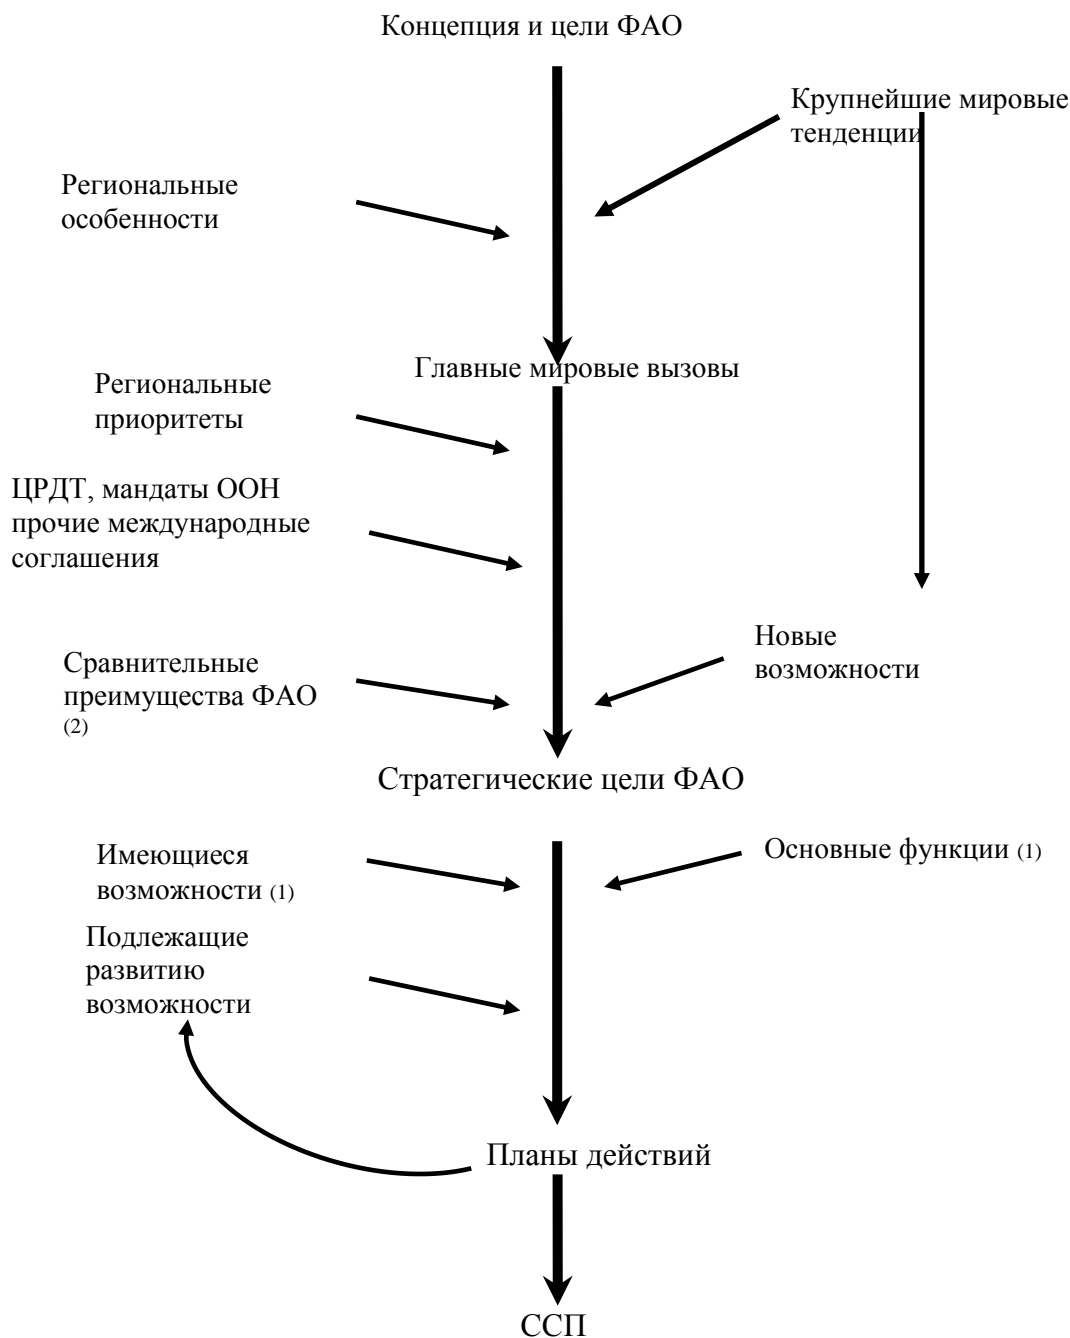 Концепция и цели ФАО
Крупнейшие мировые
тенденции
Региональные
особенности
Главные мировые вызовы
Региональные
приоритеты
ЦРДТ, мандаты ООН
прочие международные
соглашения
Новые
возможности
Сравнительные
преимущества ФАО
(2)
Стратегические цели ФАО
Имеющиеся
возможности (1)
Основные функции (1)
Подлежащие
развитию
возможности
Планы действий
ССП